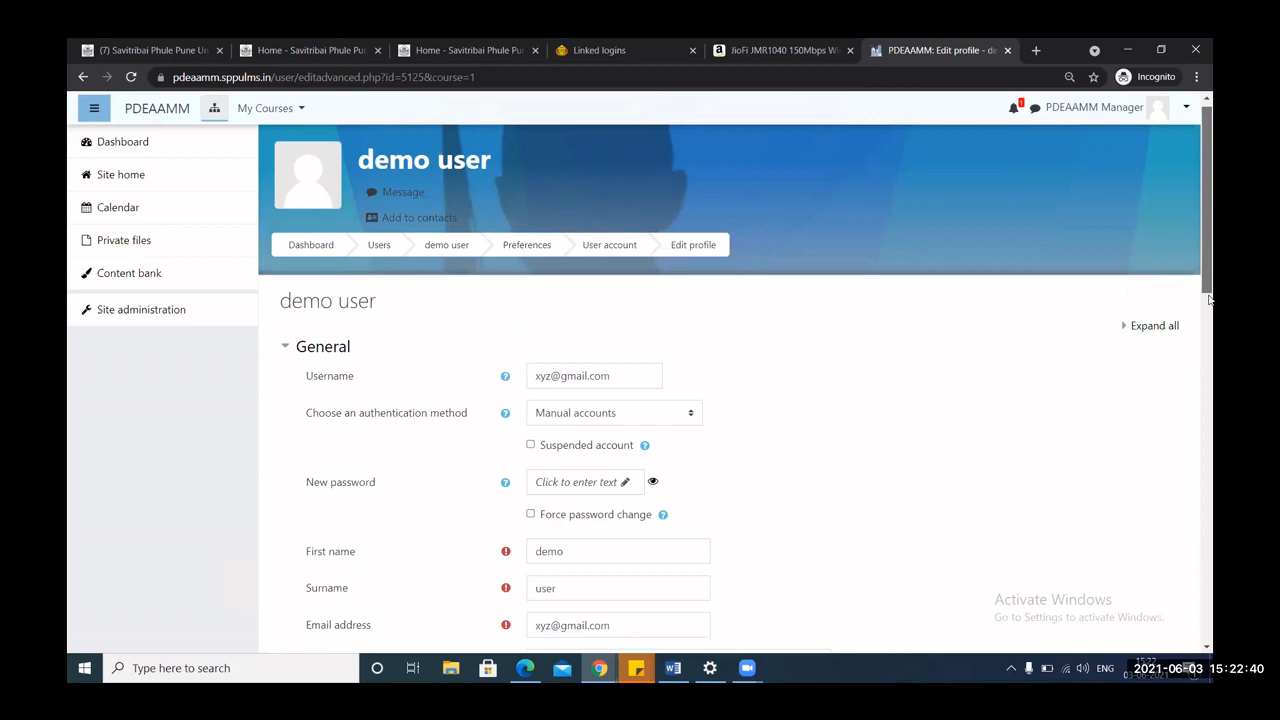 (7) Savitribai Phule Pune Un
Home - Savitribai Phule Pu
Home - Savitribai Phule Pu
Linked logins
JioFi JMR1040 150Mbps Wi
PDEAAMM: Edit profile - de
pdeaamm.sppulms.in/user/editadvanced.php?id=5125&course=1
Incognito
PDEAAMM
My Courses
1
PDEAAMM Manager
Dashboard
Site home
Calendar
Private files
Content bank
Site administration
demo user
Message
Add to contacts
Dashboard
Users
demo user
Preferences
User account
Edit profile
demo user
Expand all
General
Username
xyz@gmail.com
Choose an authentication method
Manual accounts
Suspended account
New password
Click to enter text
Force password change
First name
demo
Surname
user
Email address
xyz@gmail.com
Activate Windows
Go to Settings to activate Windows.
Type here to search
ENG
2021-06-03 15:22:40